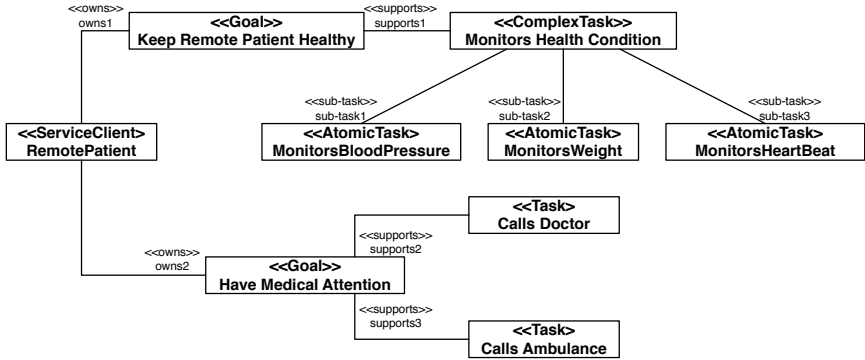 <<owns>>
owns1
<<Goal>>
Keep Remote Patient Healthy
<<supports>>
supports1
<<ComplexTask>>
Monitors Health Condition
<<ServiceClient>
RemotePatient
<<sub-task>>
sub-task1
<<sub-task>>
sub-task2
<<sub-task>>
sub-task3
<<AtomicTask>
MonitorsBloodPressure
<<AtomicTask>
MonitorsWeight
<<AtomicTask>
MonitorsHeartBeat
<<Task>
Calls Doctor
<<supports>>
supports2
<<owns>>
owns2
<<Goal>>
Have Medical Attention
<<supports>>
supports3
<<Task>
Calls Ambulance